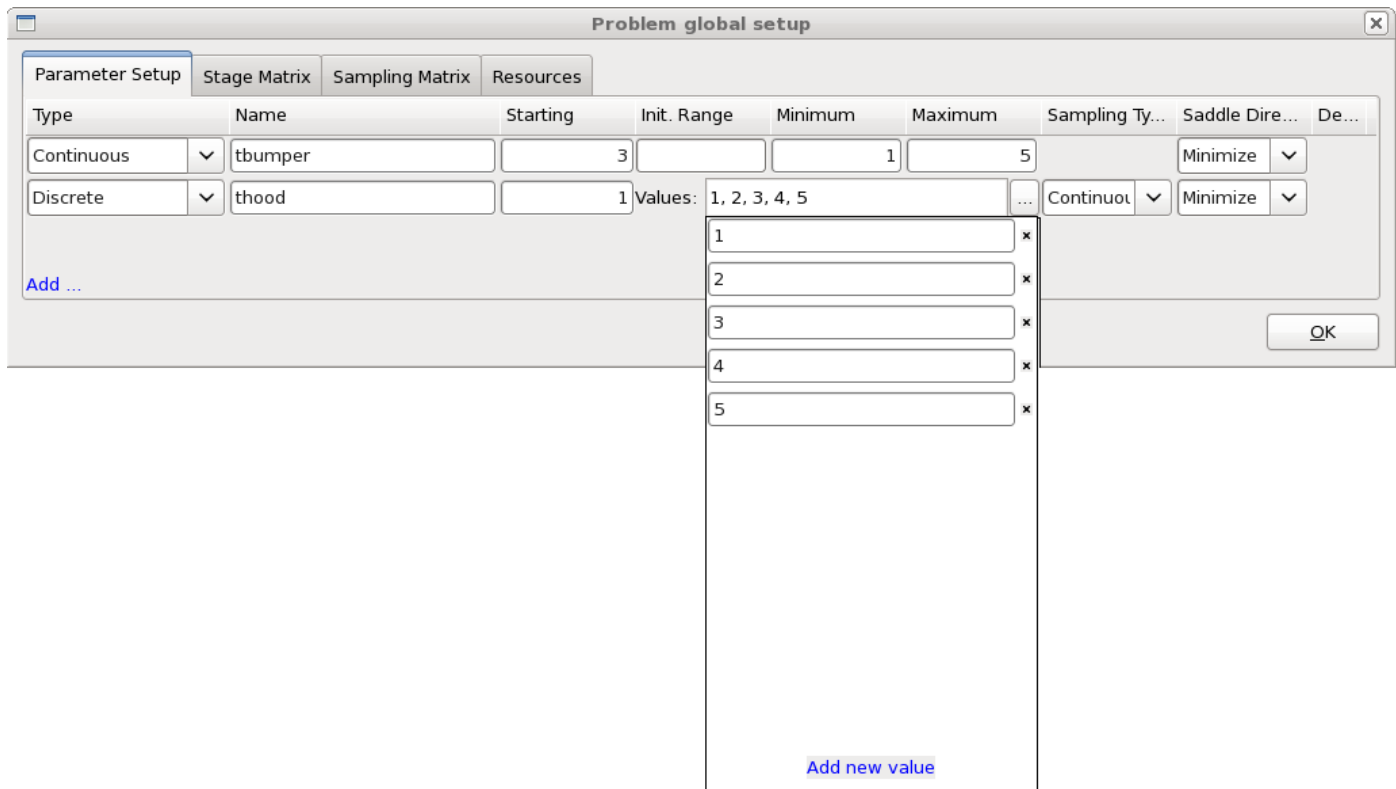 Problem global setup
Parameter Setup Stage Matrix Sampling Matrix Resources
Type Name Starting Init. Range Minimum Maximum Sampling Ty... Saddle Dire... De...
Continuous tbumper 3 1 5 Minimize
Discrete thood 1 Values: 1, 2, 3, 4, 5 ... Continuou Minimize
1
2
Add ...
3
OK
4
5
Add new value